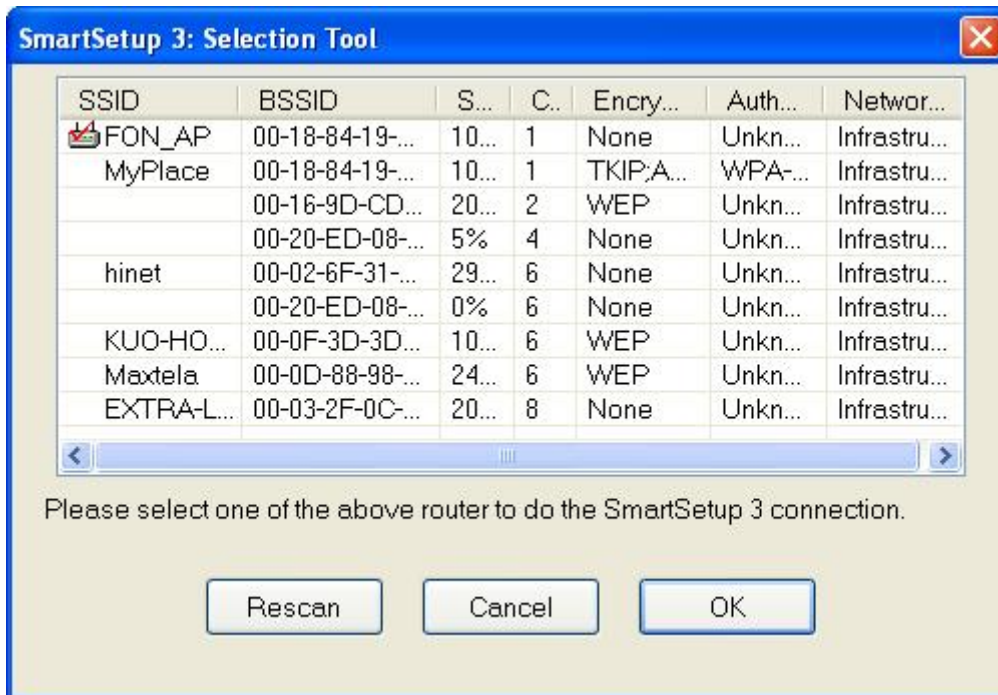 SmartSetup 3: Selection Tool
SSID BSSID S... C.. Encry... Auth... Networ...
FON_AP 00-18-84-19-... 10... 1 None Unkn... Infrastru...
MyPlace 00-18-84-19-... 10... 1 TKIP;A... WPA-... Infrastru...
00-16-9D-CD... 20... 2 WEP Unkn... Infrastru...
00-20-ED-08-... 5% 4 None Unkn... Infrastru...
hinet 00-02-6F-31-... 29... 6 None Unkn... Infrastru...
00-20-ED-08-... 0% 6 None Unkn... Infrastru...
KUO-HO... 00-0F-3D-3D... 10... 6 WEP Unkn... Infrastru...
Maxtela 00-0D-88-98-... 24... 6 WEP Unkn... Infrastru...
EXTRA-L... 00-03-2F-0C-... 20... 8 None Unkn... Infrastru...
Please select one of the above router to do the SmartSetup 3 connection.
Rescan Cancel OK